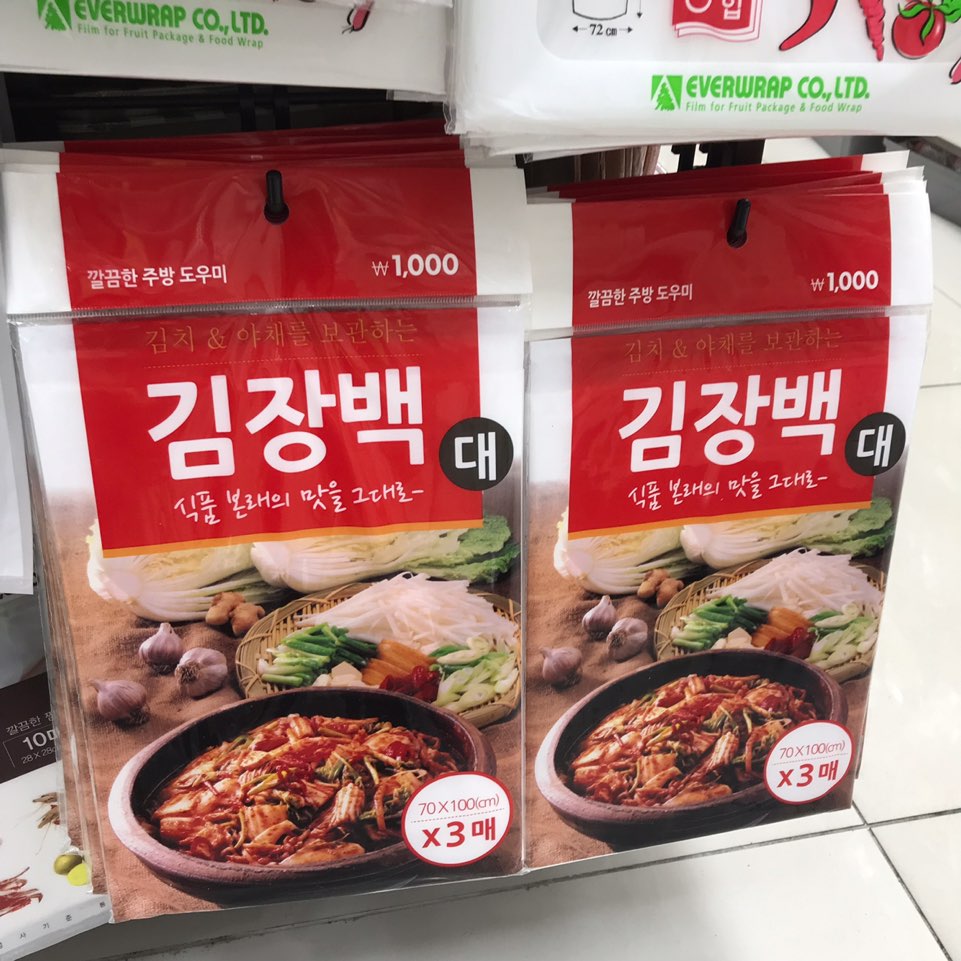 EVERWRAP CO.,LTD.
Film for Fruit Package & Food Wrap
72 cm
EVERWRAP CO.,LTD.
Film for Fruit Package & Food Wrap
깔끔한 주방 도우미
₩1,000
김치 & 야채를 보관하는
김장백
대
식품 본래의 맛을 그대로~
70X100(cm)
x3매
깔끔한 주방 도우미
₩1,000
김치 & 야채를 보관하는
김장백
대
식품 본래의 맛을 그대로~
70X100(cm)
x3매
깔끔한